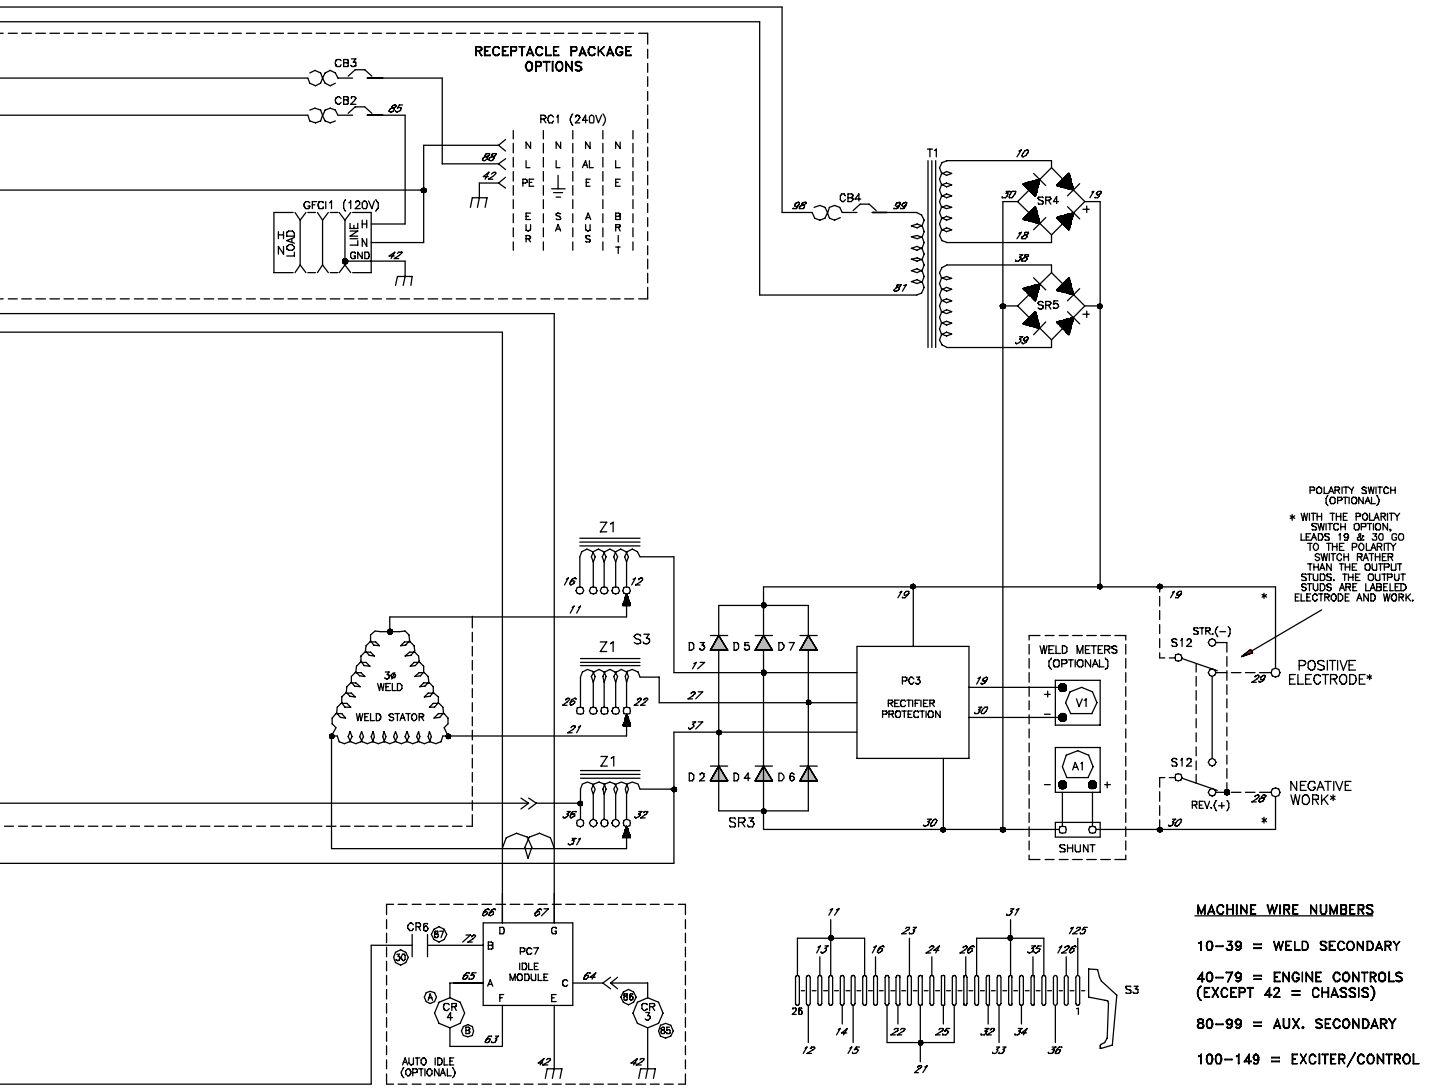 RECEPTACLE PACKAGE
OPTIONS
CB3
CB2
85
RC1 (240V)
N N N N
88
L L AL L
42
PE E E
EUR SA AUS BRIT
GFCI1 (120V)
H
N
LOAD
LINE
H
N
GND
42
98
CB4
99
81
T1
10
30
SR4
19
+
18
38
SR5
+
39
POLARITY SWITCH
(OPTIONAL)
* WITH THE POLARITY
SWITCH OPTION,
LEADS 19 & 30 GO
TO THE POLARITY
SWITCH RATHER
THAN THE OUTPUT
STUDS. THE OUTPUT
STUDS ARE LABELED
ELECTRODE AND WORK.
Z1
16
12
11
S3
Z1
26
22
21
Z1
36
32
31
3ø
WELD
WELD STATOR
17
27
37
D3
D5
D7
D2
D4
D6
SR3
19
PC3
RECTIFIER
PROTECTION
19
30
30
WELD METERS
(OPTIONAL)
+
V1
-
A1
-
+
SHUNT
19
*
STR.(-)
S12
29
POSITIVE
ELECTRODE*
S12
REV.(+)
28
NEGATIVE
WORK*
30
*
66
67
CR6
87
30
72
D
G
B
PC7
IDLE
MODULE
65
A
C
64
F
E
A
CR
4
B
63
86
CR
3
85
42
42
AUTO IDLE
(OPTIONAL)
11
31
13
16
23
24
26
35
126
125
26
1
S3
14
15
22
25
32
34
12
33
36
21
MACHINE WIRE NUMBERS
10-39 = WELD SECONDARY
40-79 = ENGINE CONTROLS
(EXCEPT 42 = CHASSIS)
80-99 = AUX. SECONDARY
100-149 = EXCITER/CONTROL